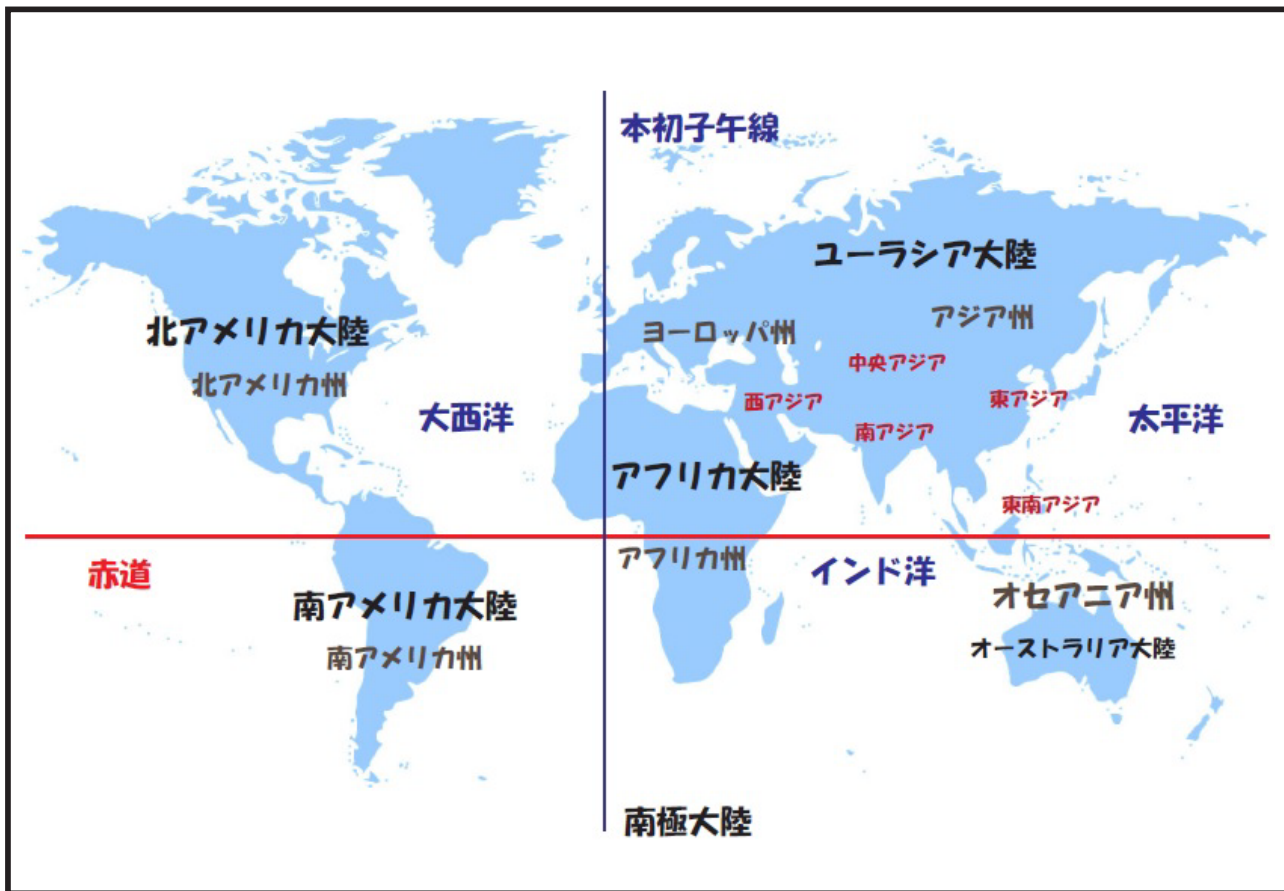 本初子午線
ユーラシア大陸
アジア州
北アメリカ大陸
ヨーロッパ州
中央アジア
北アメリカ州
西アジア
東アジア
大西洋
太平洋
南アジア
アフリカ大陸
東南アジア
アフリカ州
赤道
インド洋
オセアニア州
南アメリカ大陸
オーストラリア大陸
南アメリカ州
南極大陸